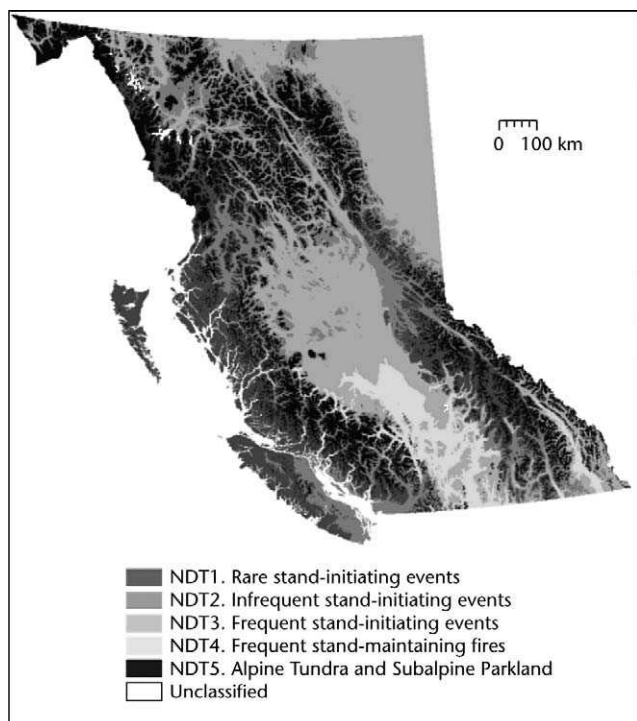 0 100 km
NDT1. Rare stand-initiating events
NDT2. Infrequent stand-initiating events
NDT3. Frequent stand-initiating events
NDT4. Frequent stand-maintaining fires
NDT5. Alpine Tundra and Subalpine Parkland
Unclassified